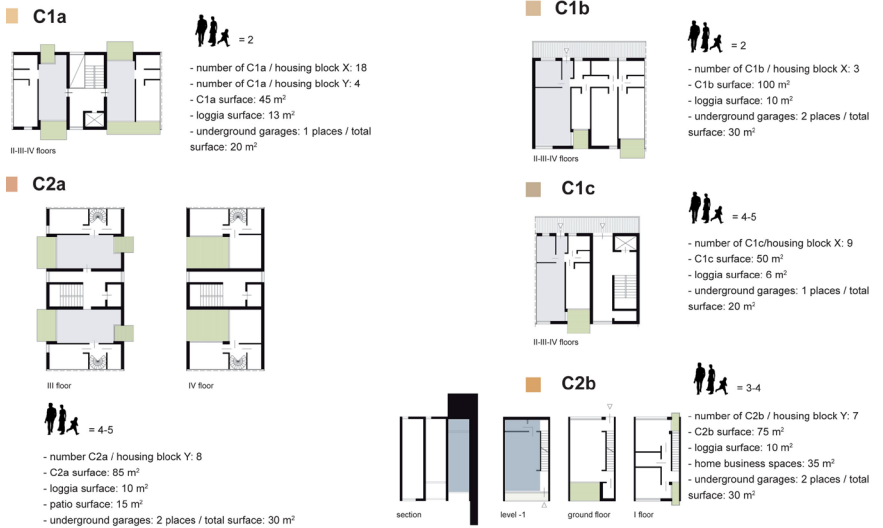 C1a
= 2
- number of C1a / housing block X: 18
- number of C1a / housing block Y: 4
- C1a surface: 45 m²
- loggia surface: 13 m²
- underground garages: 1 places / total
surface: 20 m²
II-III-IV floors
C2a
III floor
IV floor
= 4-5
- number C2a / housing block Y: 8
- C2a surface: 85 m²
- loggia surface: 10 m²
- patio surface: 15 m²
- underground garages: 2 places / total surface: 30 m²
C1b
= 2
- number of C1b / housing block X: 3
- C1b surface: 100 m²
- loggia surface: 10 m²
- underground garages: 2 places / total
surface: 30 m²
II-III-IV floors
C1c
= 4-5
- number of C1c/housing block X: 9
- C1c surface: 50 m²
- loggia surface: 6 m²
- underground garages: 1 places / total
surface: 20 m²
II-III-IV floors
C2b
= 3-4
- number of C2b / housing block Y: 7
- C2b surface: 75 m²
- loggia surface: 10 m²
- home business spaces: 35 m²
- underground garages: 2 places / total
surface: 30 m²
section
level -1
ground floor
I floor